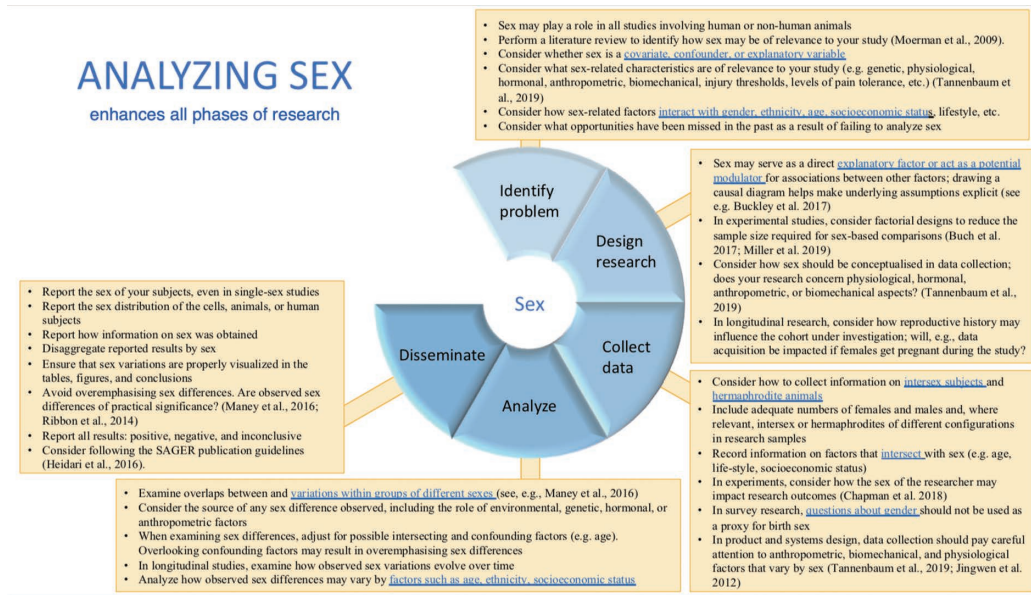 ANALYZING SEX
enhances all phases of research
• Sex may play a role in all studies involving human or non-human animals
• Perform a literature review to identify how sex may be of relevance to your study (Moerman et al., 2009).
• Consider whether sex is a covariate, confounder, or explanatory variable
• Consider what sex-related characteristics are of relevance to your study (e.g. genetic, physiological,
hormonal, anthropometric, biomechanical, injury thresholds, levels of pain tolerance, etc.) (Tannenbaum et
al., 2019)
• Consider how sex-related factors interact with gender, ethnicity, age, socioeconomic status, lifestyle, etc.
• Consider what opportunities have been missed in the past as a result of failing to analyze sex
Identify
problem
Design
research
Collect
data
Analyze
Disseminate
Sex
• Sex may serve as a direct explanatory factor or act as a potential
modulator for associations between other factors; drawing a
causal diagram helps make underlying assumptions explicit (see
e.g. Buckley et al. 2017)
• In experimental studies, consider factorial designs to reduce the
sample size required for sex-based comparisons (Buch et al.
2017; Miller et al. 2019)
• Consider how sex should be conceptualised in data collection;
does your research concern physiological, hormonal,
anthropometric, or biomechanical aspects? (Tannenbaum et al.,
2019)
• In longitudinal research, consider how reproductive history may
influence the cohort under investigation; will, e.g., data
acquisition be impacted if females get pregnant during the study?
• Consider how to collect information on intersex subjects and
hermaphrodite animals
• Include adequate numbers of females and males and, where
relevant, intersex or hermaphrodites of different configurations
in research samples
• Record information on factors that intersect with sex (e.g. age,
life-style, socioeconomic status)
• In experiments, consider how the sex of the researcher may
impact research outcomes (Chapman et al. 2018)
• In survey research, questions about gender should not be used as
a proxy for birth sex
• In product and systems design, data collection should pay careful
attention to anthropometric, biomechanical, and physiological
factors that vary by sex (Tannenbaum et al., 2019; Jingwen et al.
2012)
• Examine overlaps between and variations within groups of different sexes (see, e.g., Maney et al., 2016)
• Consider the source of any sex difference observed, including the role of environmental, genetic, hormonal, or
anthropometric factors
• When examining sex differences, adjust for possible intersecting and confounding factors (e.g. age).
Overlooking confounding factors may result in overemphasising sex differences
• In longitudinal studies, examine how observed sex variations evolve over time
• Analyze how observed sex differences may vary by factors such as age, ethnicity, socioeconomic status
• Report the sex of your subjects, even in single-sex studies
• Report the sex distribution of the cells, animals, or human
subjects
• Report how information on sex was obtained
• Disaggregate reported results by sex
• Ensure that sex variations are properly visualized in the
tables, figures, and conclusions
• Avoid overemphasising sex differences. Are observed sex
differences of practical significance? (Maney et al., 2016;
Ribbon et al., 2014)
• Report all results: positive, negative, and inconclusive
• Consider following the SAGER publication guidelines
(Heidari et al., 2016).